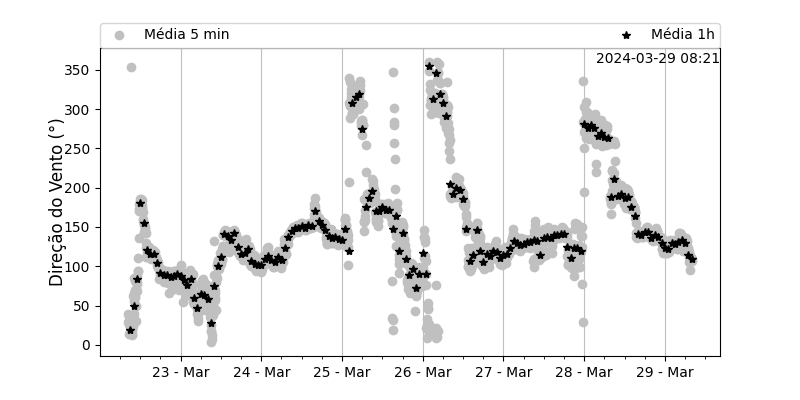 Média 5 min
Média 1h
2024-03-29 08:21
Direção do Vento (°)
350
300
250
200
150
100
50
0
23 - Mar
24 - Mar
25 - Mar
26 - Mar
27 - Mar
28 - Mar
29 - Mar